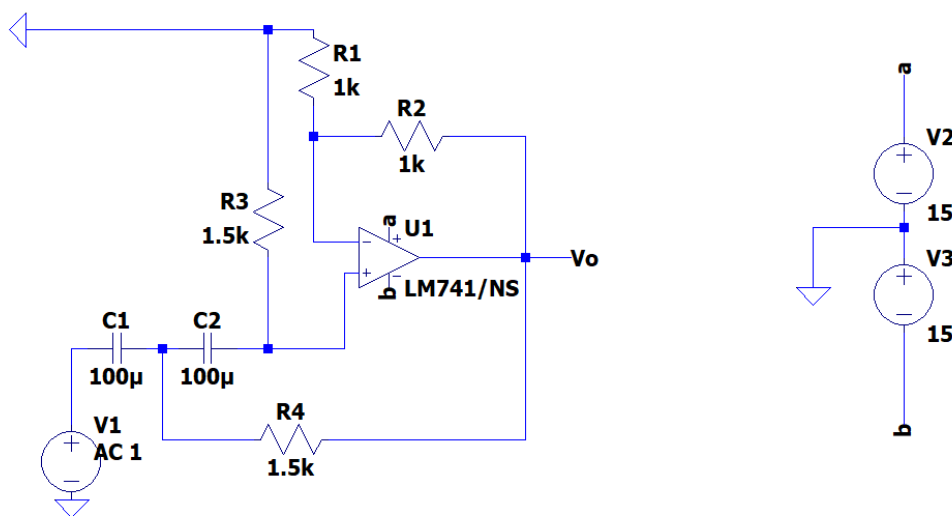 R1
1k
R2
1k
R3
1.5k
a
U1
+
−
−
+
b
LM741/NS
Vo
C1
100µ
C2
100µ
R4
1.5k
V1
AC 1
+
−
a
V2
+
−
15
V3
+
−
15
b